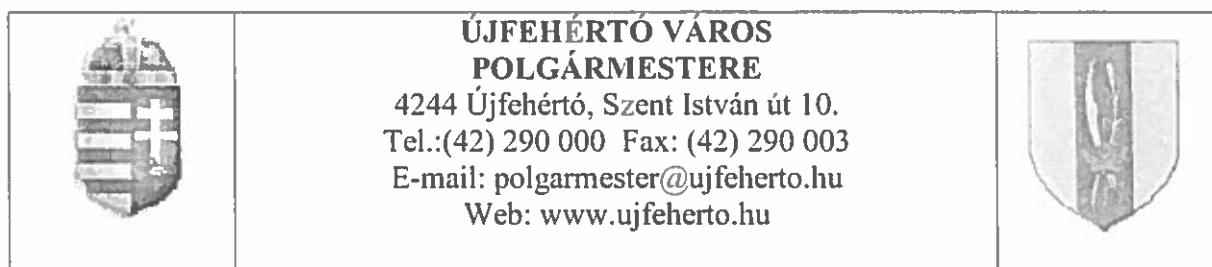 ÚJFEHÉRTÓ VÁROS
POLGÁRMESTERE
4244 Újfehértó, Szent István út 10.
Tel.:(42) 290 000 Fax: (42) 290 003
E-mail: polgarmester@ujfeherto.hu
Web: www.ujfeherto.hu